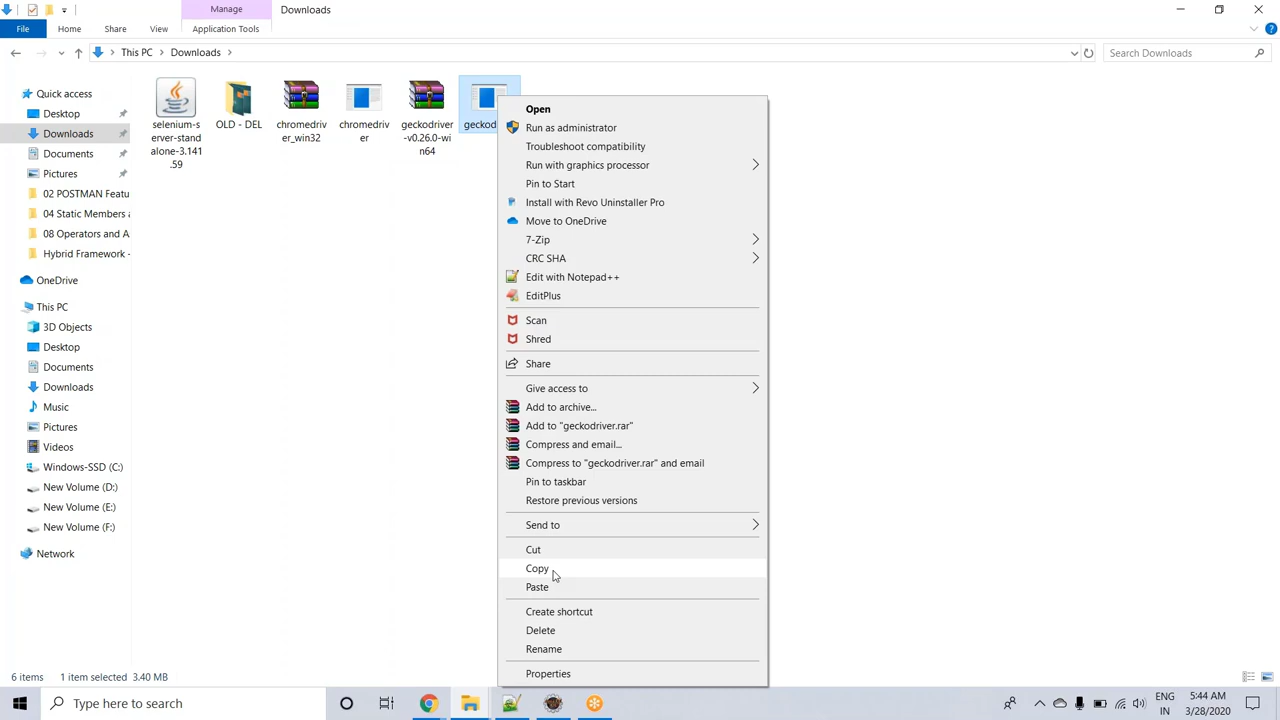 Manage
Downloads
File
Home
Share
View
Application Tools
This PC
Downloads
Search Downloads
Quick access
Desktop
Downloads
Documents
Pictures
02 POSTMAN Featu
04 Static Members a
08 Operators and A
Hybrid Framework -
OneDrive
This PC
3D Objects
Desktop
Documents
Downloads
Music
Pictures
Videos
Windows-SSD (C:)
New Volume (D:)
New Volume (E:)
New Volume (F:)
Network
selenium-s
erver-stand
alone-3.141
.59
OLD - DEL
chromedriv
er_win32
chromedriv
er
geckodriver
-v0.26.0-wi
n64
geckod
Open
Run as administrator
Troubleshoot compatibility
Run with graphics processor
Pin to Start
Install with Revo Uninstaller Pro
Move to OneDrive
7-Zip
CRC SHA
Edit with Notepad++
EditPlus
Scan
Shred
Share
Give access to
Add to archive...
Add to "geckodriver.rar"
Compress and email...
Compress to "geckodriver.rar" and email
Pin to taskbar
Restore previous versions
Send to
Cut
Copy
Paste
Create shortcut
Delete
Rename
Properties
6 items
1 item selected 3.40 MB
Type here to search
ENG
IN
5:44 AM
3/28/2020